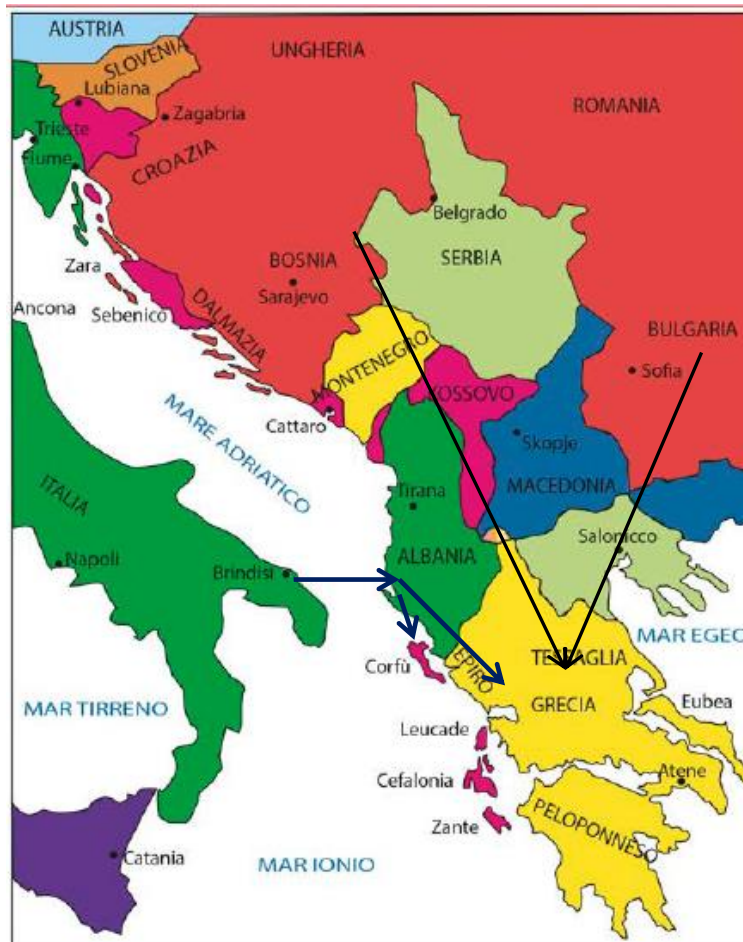 AUSTRIA
UNGHERIA
SLOVENIA
Lubiana
ROMANIA
Zagabria
Trieste
Fiume
CROAZIA
Belgrado
BOSNIA
SERBIA
Zara
Sarajevo
Ancona
Sebenico
DALMAZIA
BULGARIA
MONTENEGRO
Sofia
KOSSOVO
MARE ADRIATICO
Cattaro
Skopje
ITALIA
Tirana
MACEDONIA
Salonicco
Napoli
Brindisi
ALBANIA
MAR EGEO
Corfù
EPIRO
TESSAGLIA
MAR TIRRENO
GRECIA
Eubea
Leucade
Atene
Cefalonia
PELOPONNESO
Zante
Catania
MAR IONIO